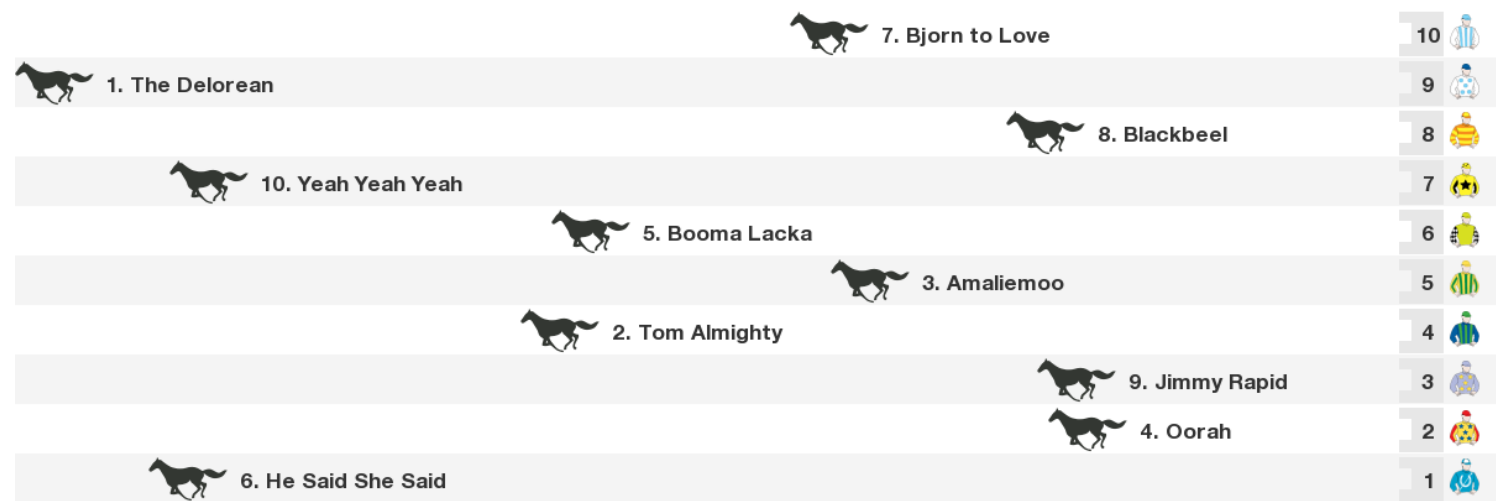 7. Bjorn to Love 10
1. The Delorean 9
8. Blackbeel 8
10. Yeah Yeah Yeah 7
5. Booma Lacka 6
3. Amaliemoo 5
2. Tom Almighty 4
9. Jimmy Rapid 3
4. Oorah 2
6. He Said She Said 1